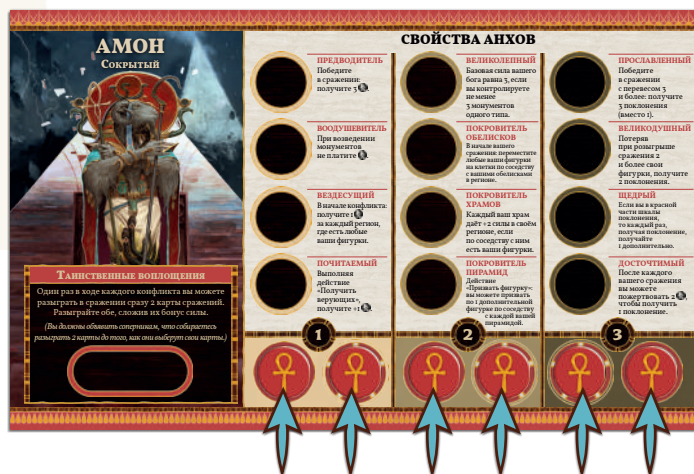 АМОН
Сокрытый
Таинственные воплощения
Один раз в ходе каждого конфликта вы можете
разыграть в сражении сразу 2 карты сражений.
Разыграйте обе, сложив их бонус силы.
(Вы должны объявить соперникам, что собираетесь
разыграть 2 карты до того, как они выберут свои карты.)
СВОЙСТВА АНХОВ
ПРЕДВОДИТЕЛЬ
Победите
в сражении:
получите 3
ВООДУШЕВИТЕЛЬ
При возведении
монументов
не платите
ВЕЗДЕСУЩИЙ
В начале конфликта:
получите 1
за каждый регион,
где есть любые
ваши фигурки.
ПОЧИТАЕМЫЙ
Выполняя
действие
«Получить
верующих»,
получите +1
1
ВЕЛИКОЛЕПНЫЙ
Базовая сила вашего
бога равна 3, если
вы контролируете
не менее
3 монументов
одного типа.
ПОКРОВИТЕЛЬ
ОБЕЛИСКОВ
В начале вашего
сражения: переместите
любые ваши фигурки
на клетки по соседству
с вашими обелисками
в регионе.
ПОКРОВИТЕЛЬ
ХРАМОВ
Каждый ваш храм
даёт +2 силы в своём
регионе, если
по соседству с ним
есть ваши фигурки.
ПОКРОВИТЕЛЬ
ПИРАМИД
Действие
«Призвать фигурку»:
вы можете призвать
по 1 дополнительной
фигурке по соседству
с каждой вашей
пирамидой.
2
ПРОСЛАВЛЕННЫЙ
Победите
в сражении
с перевесом 3
и более: получите
3 поклонения
(вместо 1).
ВЕЛИКОДУШНЫЙ
Потеряв
при розыгрыше
сражения 2
и более свои
фигурки, получите
2 поклонения.
ЩЕДРЫЙ
Если вы в красной
части шкалы
поклонения,
то каждый раз,
получая поклонение,
получайте
1 дополнительно.
ДОСТОЧТИМЫЙ
После каждого
вашего сражения
вы можете
пожертвовать 2
чтобы получить
1 поклонение.
3